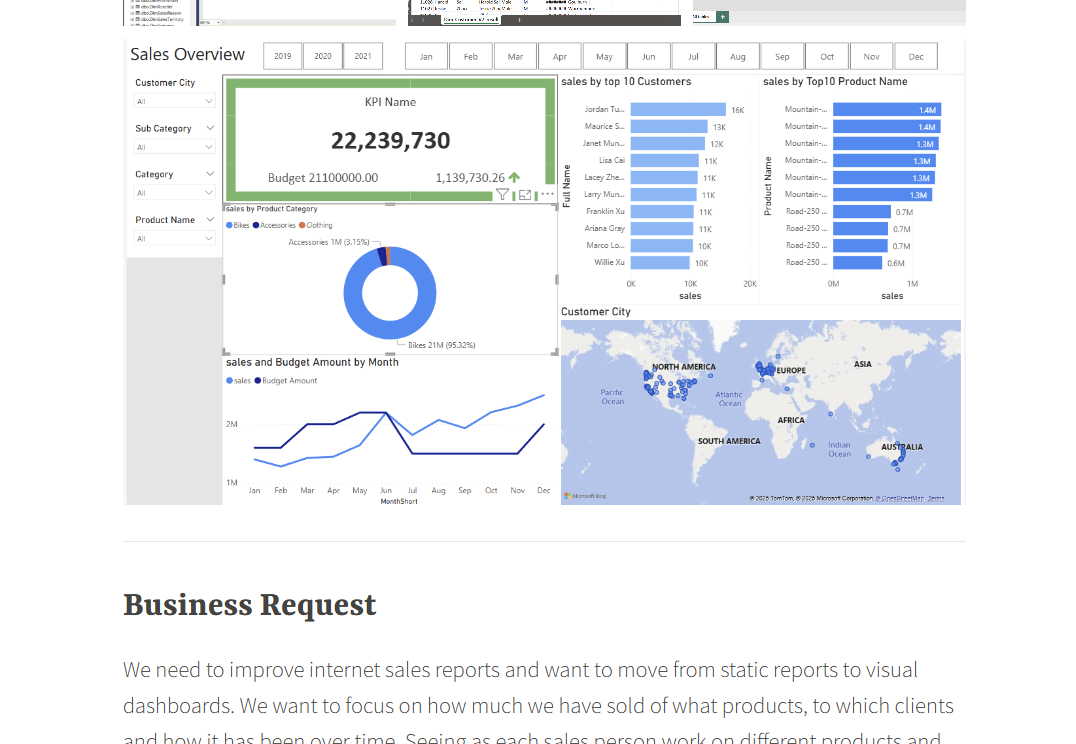 Sales Overview
2019 2020 2021
Jan Feb Mar Apr May Jun Jul Aug Sep Oct Nov Dec
Customer City
All
Sub Category
All
Category
All
Product Name
All
KPI Name
22,239,730
Budget 21100000.00 1,139,730.26
sales by Product Category
Bikes Accessories Clothing
Accessories 1M (3.15%)
Bikes 21M (95.32%)
sales and Budget Amount by Month
sales Budget Amount
2M
1M
Jan Feb Mar Apr May Jun Jul Aug Sep Oct Nov Dec
MonthShort
sales by top 10 Customers
Full Name
Jordan Tu... 16K
Maurice S... 13K
Janet Mun... 12K
Lisa Cai 11K
Lacey Zhe... 11K
Larry Mun... 11K
Franklin Xu 11K
Ariana Gray 11K
Marco Lo... 10K
Willie Xu 10K
0K 10K 20K
sales
sales by Top10 Product Name
Product Name
Mountain-... 1.4M
Mountain-... 1.4M
Mountain-... 1.3M
Mountain-... 1.3M
Mountain-... 1.3M
Mountain-... 1.3M
Road-250 ... 0.7M
Road-250 ... 0.7M
Road-250 ... 0.7M
Road-250 ... 0.6M
0M 1M
sales
Customer City
NORTH AMERICA
EUROPE
ASIA
Pacific
Ocean
Atlantic
Ocean
AFRICA
SOUTH AMERICA
Indian
Ocean
AUSTRALIA
Microsoft Bing
© 2026 TomTom, © 2026 Microsoft Corporation, © OpenStreetMap Terms
Business Request
We need to improve internet sales reports and want to move from static reports to visual
dashboards. We want to focus on how much we have sold of what products, to which clients
and how it has been over time. Seeing as each sales person work on different products and